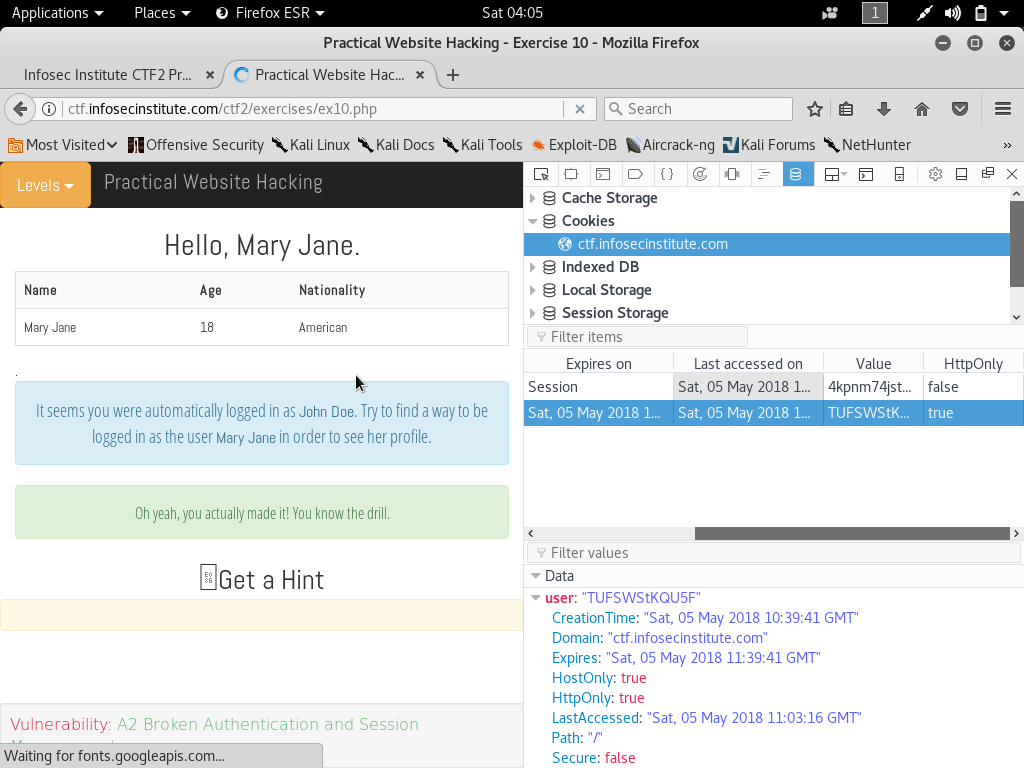 Applications Places Firefox ESR Sat 04:05 1
Practical Website Hacking - Exercise 10 - Mozilla Firefox
Infosec Institute CTF2 Pr... Practical Website Hac...
ctf.infosecinstitute.com/ctf2/exercises/ex10.php Search
Most Visited Offensive Security Kali Linux Kali Docs Kali Tools Exploit-DB Aircrack-ng Kali Forums NetHunter »
Levels Practical Website Hacking
Hello, Mary Jane.
Name Age Nationality
Mary Jane 18 American
.
It seems you were automatically logged in as John Doe. Try to find a way to be
logged in as the user Mary Jane in order to see her profile.
Oh yeah, you actually made it! You know the drill.
Get a Hint
Vulnerability: A2 Broken Authentication and Session
Waiting for fonts.googleapis.com...
Cache Storage
Cookies
ctf.infosecinstitute.com
Indexed DB
Local Storage
Session Storage
Filter items
Expires on Last accessed on Value HttpOnly
Session Sat, 05 May 2018 1... 4kpnm74jst... false
Sat, 05 May 2018 1... Sat, 05 May 2018 1... TUFSWStK... true
Filter values
Data
user: "TUFSWStKQU5F"
CreationTime: "Sat, 05 May 2018 10:39:41 GMT"
Domain: "ctf.infosecinstitute.com"
Expires: "Sat, 05 May 2018 11:39:41 GMT"
HostOnly: true
HttpOnly: true
LastAccessed: "Sat, 05 May 2018 11:03:16 GMT"
Path: "/"
Secure: false